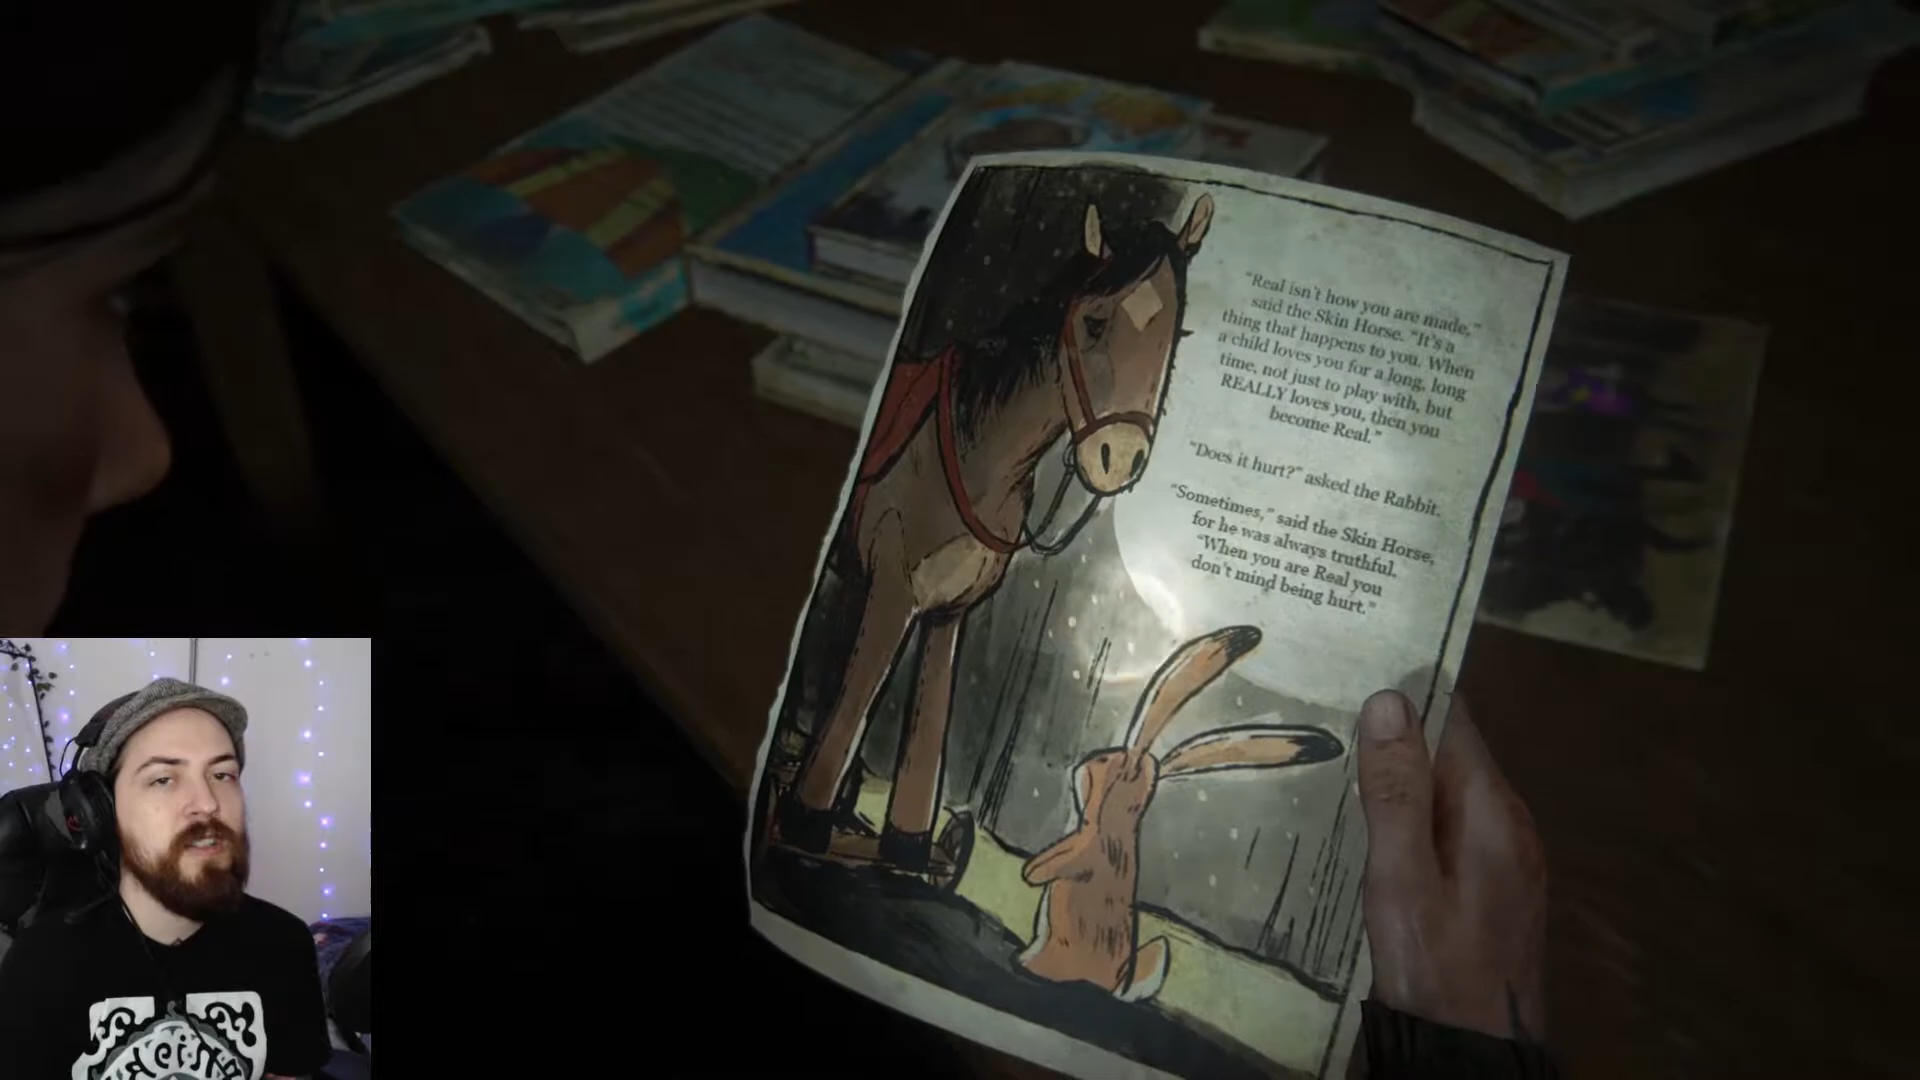 “Real isn’t how you are made,”
said the Skin Horse. “It’s a
thing that happens to you. When
a child loves you for a long, long
time, not just to play with, but
REALLY loves you, then you
become Real.”
“Does it hurt?” asked the Rabbit.
“Sometimes,” said the Skin Horse,
for he was always truthful.
“When you are Real you
don’t mind being hurt.”